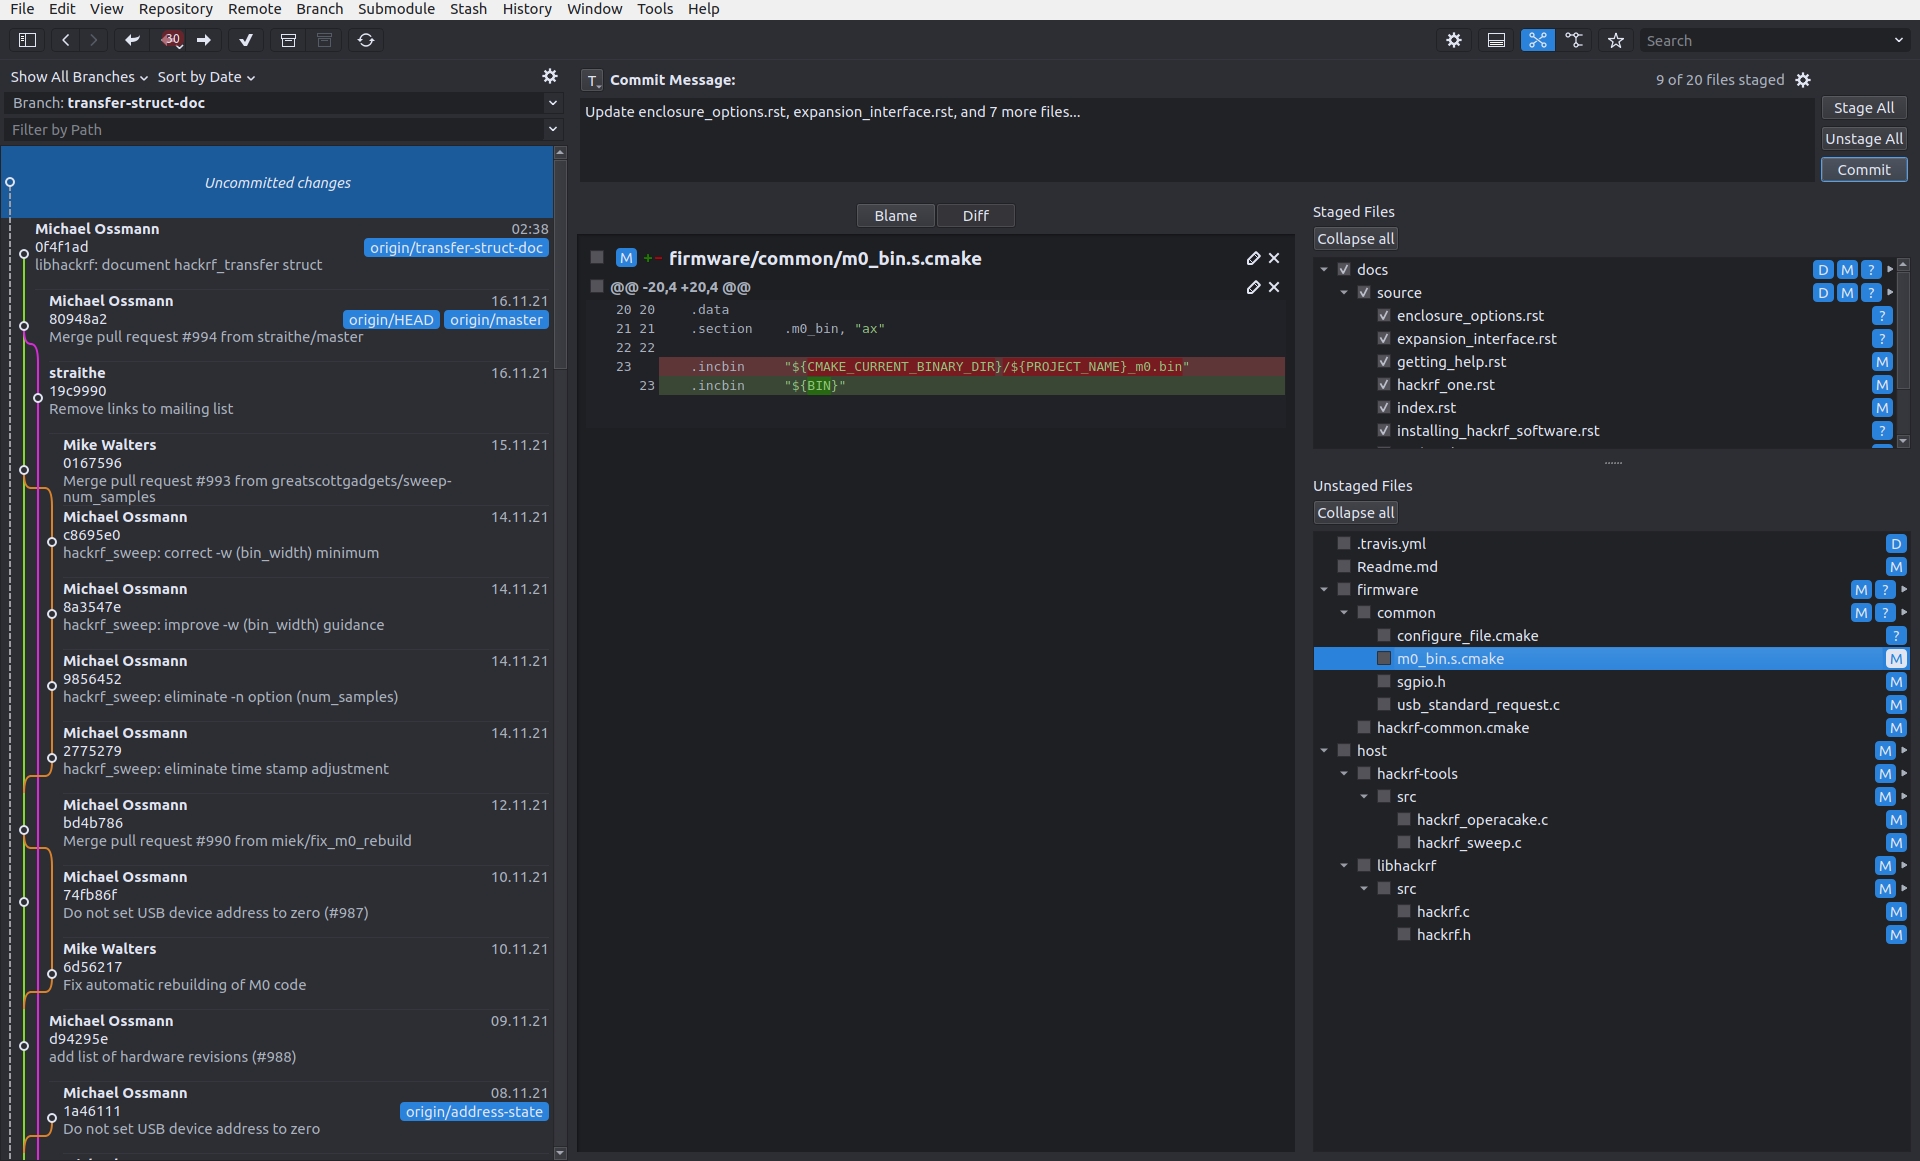 File Edit View Repository Remote Branch Submodule Stash History Window Tools Help
30
Search
Show All Branches Sort by Date
Branch: transfer-struct-doc
Filter by Path
Uncommitted changes
Michael Ossmann 02:38
0f4f1ad origin/transfer-struct-doc
libhackrf: document hackrf_transfer struct
Michael Ossmann 16.11.21
80948a2 origin/HEAD origin/master
Merge pull request #994 from straithe/master
straithe 16.11.21
19c9990
Remove links to mailing list
Mike Walters 15.11.21
0167596
Merge pull request #993 from greatscottgadgets/sweep-
num_samples
Michael Ossmann 14.11.21
c8695e0
hackrf_sweep: correct -w (bin_width) minimum
Michael Ossmann 14.11.21
8a3547e
hackrf_sweep: improve -w (bin_width) guidance
Michael Ossmann 14.11.21
9856452
hackrf_sweep: eliminate -n option (num_samples)
Michael Ossmann 14.11.21
2775279
hackrf_sweep: eliminate time stamp adjustment
Michael Ossmann 12.11.21
bd4b786
Merge pull request #990 from miek/fix_m0_rebuild
Michael Ossmann 10.11.21
74fb86f
Do not set USB device address to zero (#987)
Mike Walters 10.11.21
6d56217
Fix automatic rebuilding of M0 code
Michael Ossmann 09.11.21
d94295e
add list of hardware revisions (#988)
Michael Ossmann 08.11.21
1a46111 origin/address-state
Do not set USB device address to zero
T Commit Message: 9 of 20 files staged
Update enclosure_options.rst, expansion_interface.rst, and 7 more files...
Stage All
Unstage All
Commit
Blame Diff
M +- firmware/common/m0_bin.s.cmake
@@ -20,4 +20,4 @@
20 20 .data
21 21 .section .m0_bin, "ax"
22 22
23 .incbin "${CMAKE_CURRENT_BINARY_DIR}/${PROJECT_NAME}_m0.bin"
23 .incbin "${BIN}"
Staged Files
Collapse all
docs D M ?
source D M ?
enclosure_options.rst ?
expansion_interface.rst ?
getting_help.rst M
hackrf_one.rst M
index.rst M
installing_hackrf_software.rst ?
Unstaged Files
Collapse all
.travis.yml D
Readme.md M
firmware M ?
common M ?
configure_file.cmake ?
m0_bin.s.cmake M
sgpio.h M
usb_standard_request.c M
hackrf-common.cmake M
host M
hackrf-tools M
src M
hackrf_operacake.c M
hackrf_sweep.c M
libhackrf M
src M
hackrf.c M
hackrf.h M